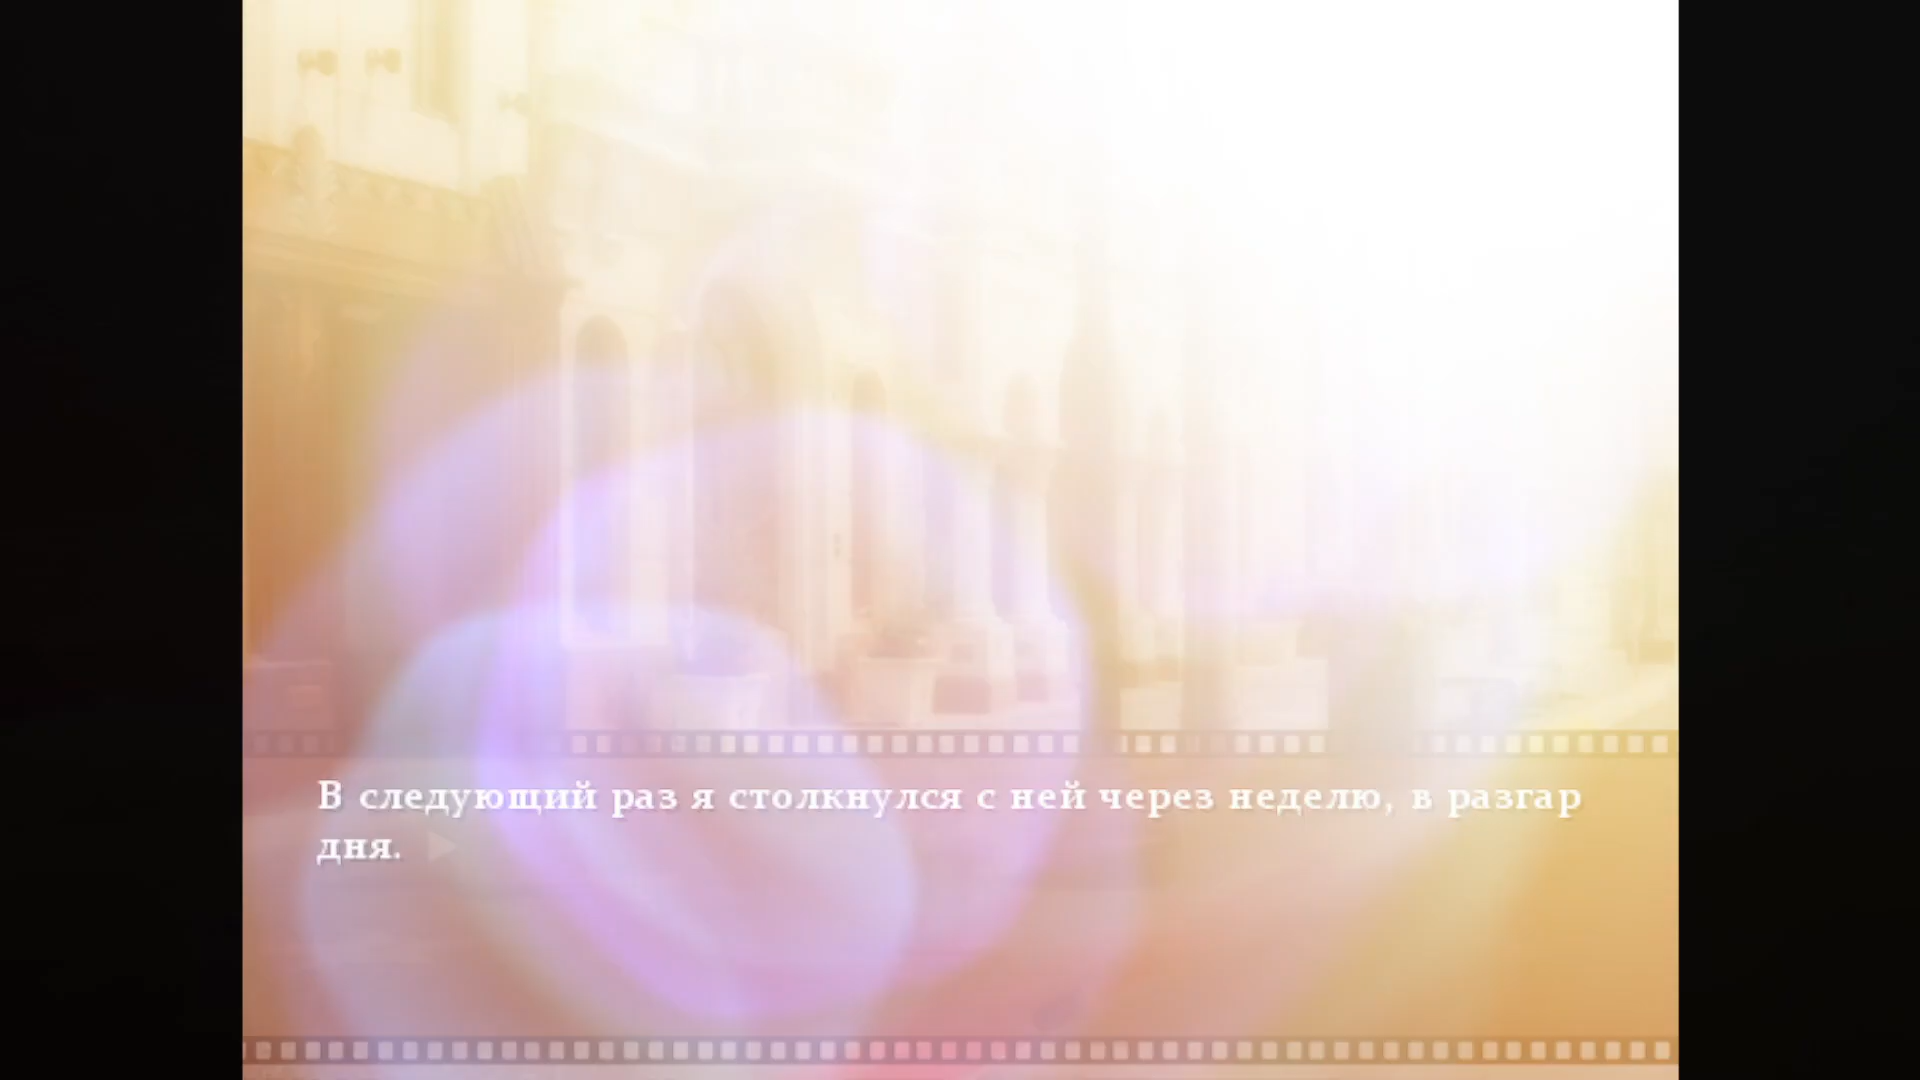 В следующий раз я столкнулся с ней через неделю, в разгар
дня.